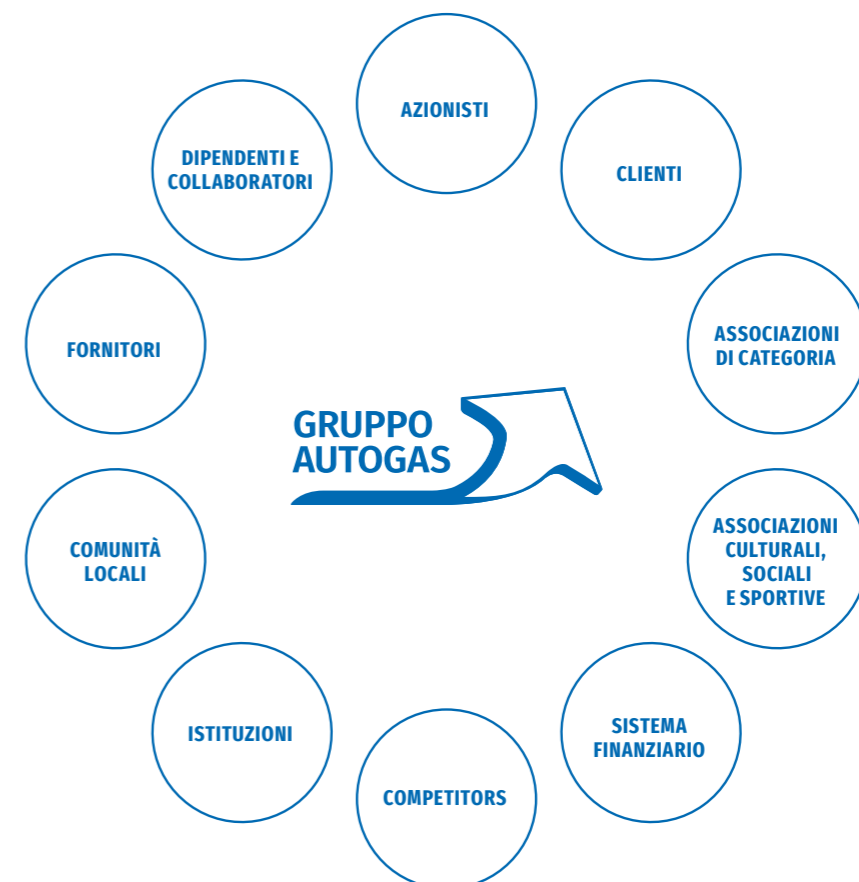 AZIONISTI
CLIENTI
ASSOCIAZIONI
DI CATEGORIA
ASSOCIAZIONI
CULTURALI,
SOCIALI
E SPORTIVE
SISTEMA
FINANZIARIO
COMPETITORS
ISTITUZIONI
COMUNITÀ
LOCALI
FORNITORI
DIPENDENTI E
COLLABORATORI
GRUPPO
AUTOGAS